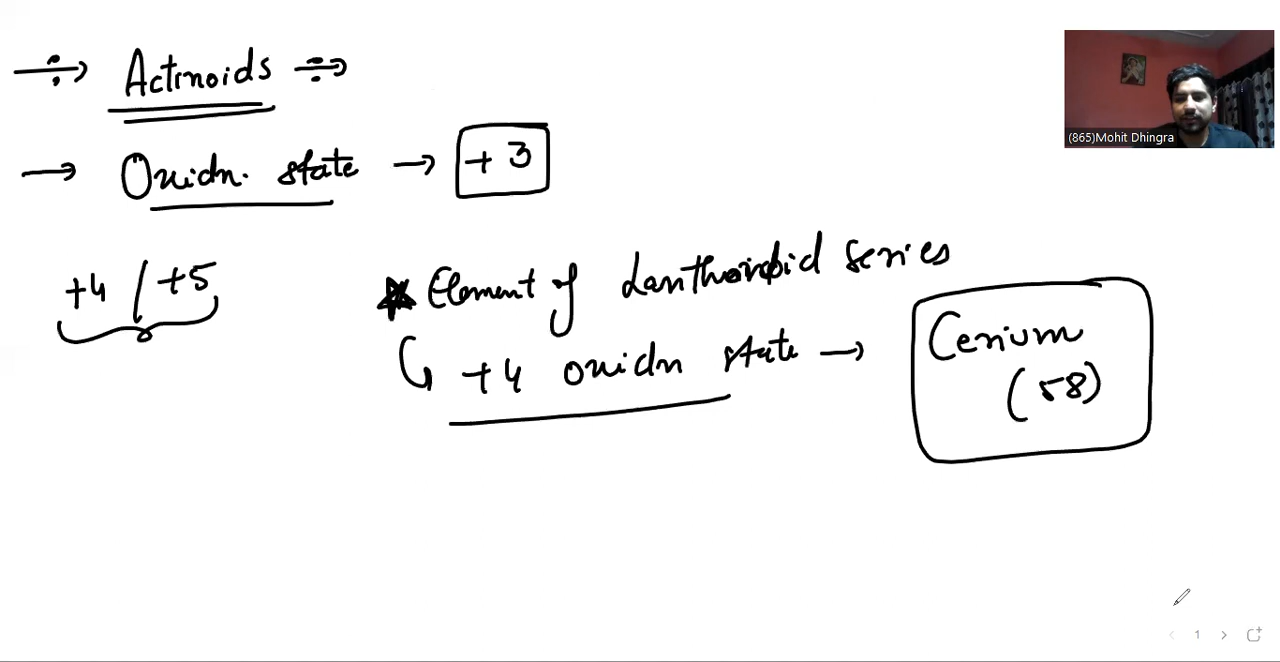 → Actinoids →
→ Oxidn. state → +3
+4 / +5
* Element of Lanthanoid series
↳ +4 oxidn state → Cerium
(58)
(865)Mohit Dhingra
1